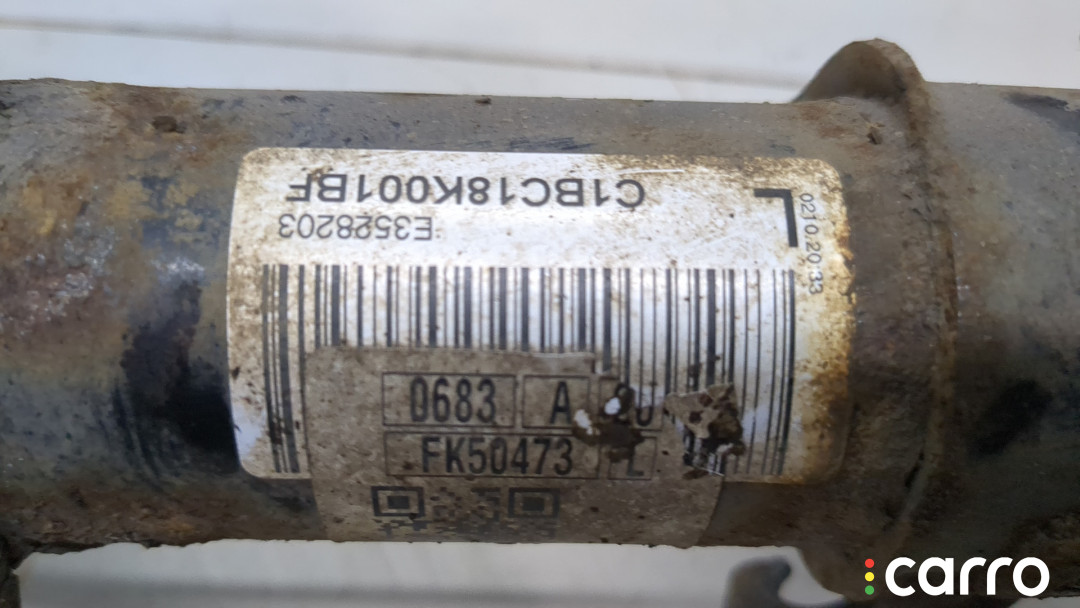 C1BC18K001BF
E3528203
L
0210.20:33
0683 A
FK50473 L
carro